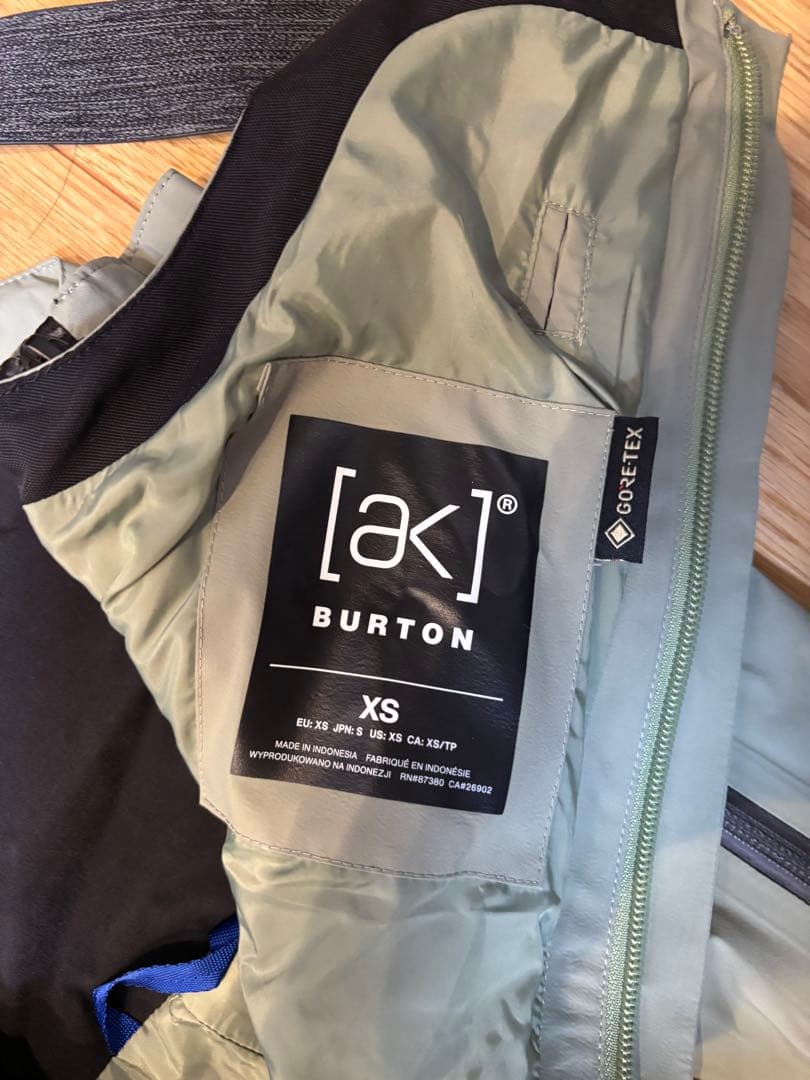 [ak]®
BURTON
XS
EU: XS JPN: S US: XS CA: XS/TP
MADE IN INDONESIA FABRIQUÉ EN INDONÉSIE
WYPRODUKOWANO NA INDONEZJI RN#87380 CA#26902
GORE-TEX